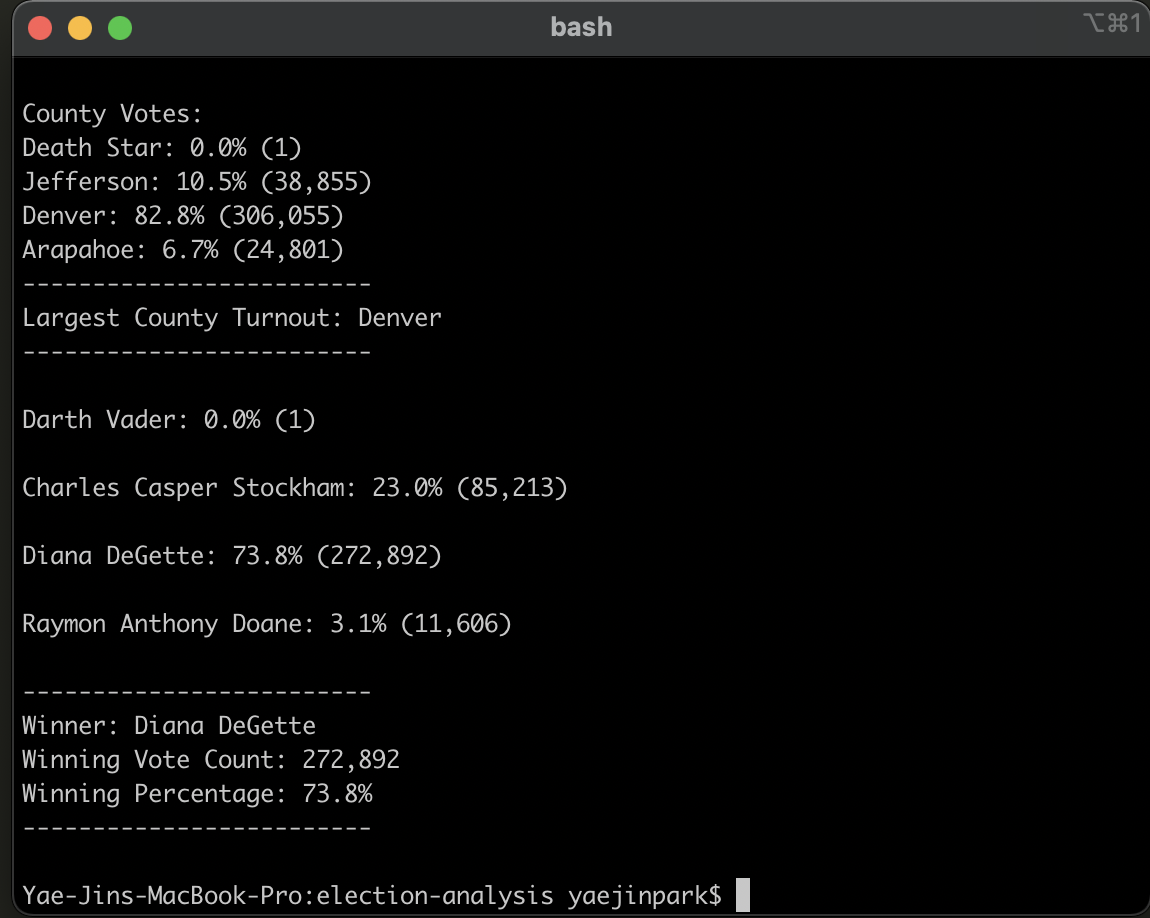 bash
⌥⌘1
County Votes:
Death Star: 0.0% (1)
Jefferson: 10.5% (38,855)
Denver: 82.8% (306,055)
Arapahoe: 6.7% (24,801)
-------------------------
Largest County Turnout: Denver
-------------------------
Darth Vader: 0.0% (1)
Charles Casper Stockham: 23.0% (85,213)
Diana DeGette: 73.8% (272,892)
Raymon Anthony Doane: 3.1% (11,606)
-------------------------
Winner: Diana DeGette
Winning Vote Count: 272,892
Winning Percentage: 73.8%
-------------------------
Yae-Jins-MacBook-Pro:election-analysis yaejinpark$